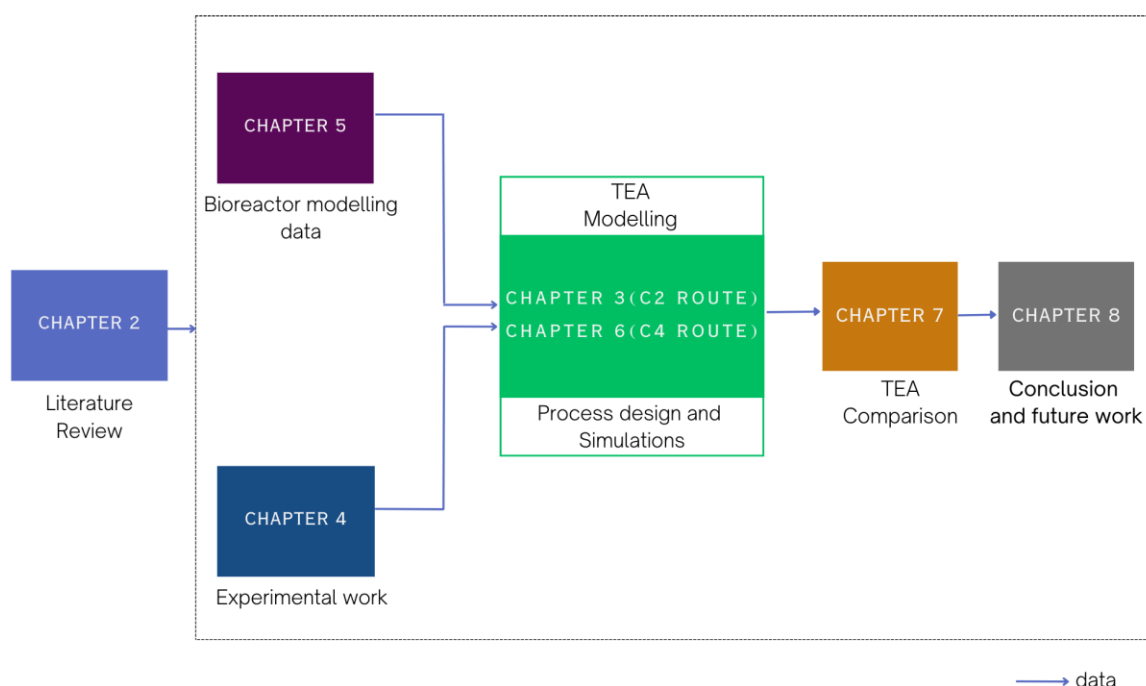 CHAPTER 2
Literature
Review
CHAPTER 5
Bioreactor modelling
data
CHAPTER 4
Experimental work
TEA
Modelling
CHAPTER 3(C2 ROUTE)
CHAPTER 6(C4 ROUTE)
Process design and
Simulations
CHAPTER 7
TEA
Comparison
CHAPTER 8
Conclusion
and future work
data